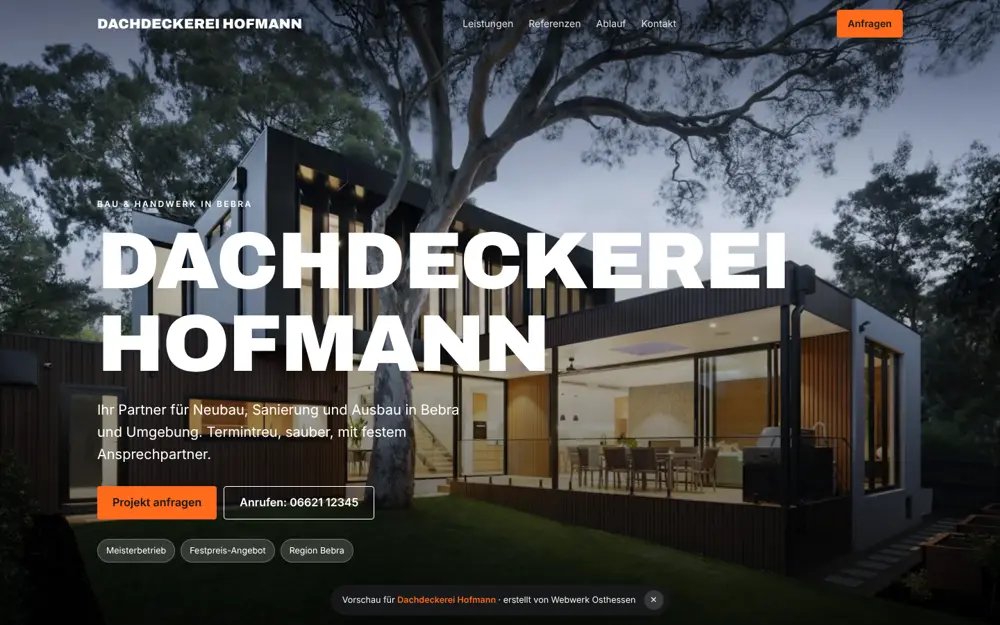 DACHDECKEREI HOFMANN
Leistungen Referenzen Ablauf Kontakt
Anfragen
BAU & HANDWERK IN BEBRA
DACHDECKEREI
HOFMANN
Ihr Partner für Neubau, Sanierung und Ausbau in Bebra
und Umgebung. Termintreu, sauber, mit festem
Ansprechpartner.
Projekt anfragen
Anrufen: 06621 12345
Meisterbetrieb
Festpreis-Angebot
Region Bebra
Vorschau für Dachdeckerei Hofmann · erstellt von Webwerk Osthessen ×